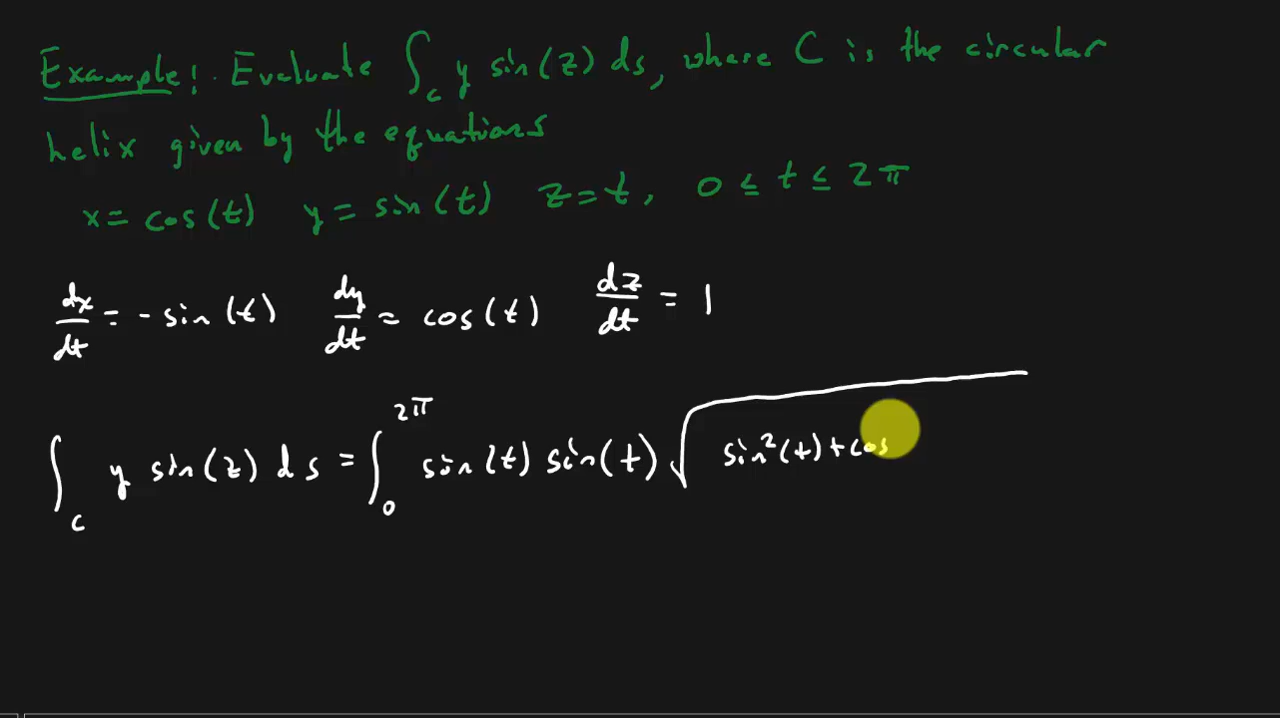 Example: Evaluate ∫_C y sin(z) ds, where C is the circular
helix given by the equations
x = cos(t) y = sin(t) z = t, 0 ≤ t ≤ 2π
dx/dt = -sin(t) dy/dt = cos(t) dz/dt = 1
∫_C y sin(z) ds = ∫_0^{2π} sin(t) sin(t) √(sin²(t) + cos